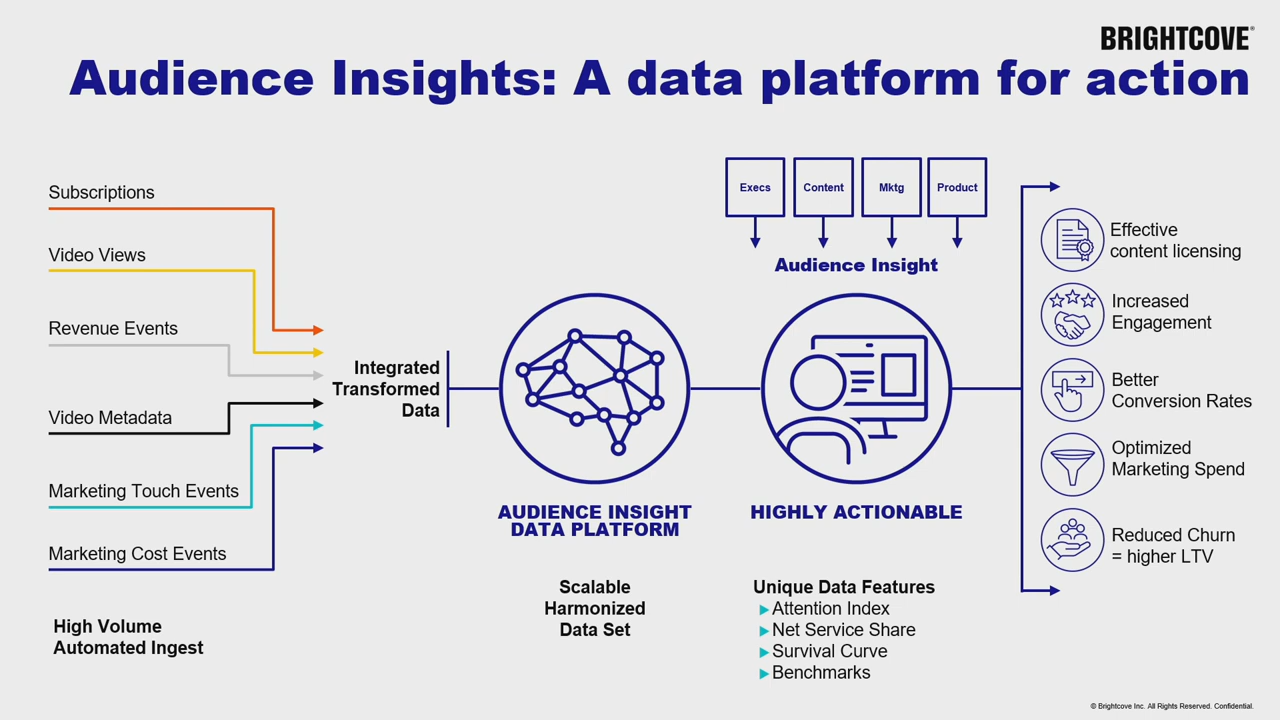 BRIGHTCOVE®
Audience Insights: A data platform for action
Subscriptions
Video Views
Revenue Events
Video Metadata
Marketing Touch Events
Marketing Cost Events
High Volume
Automated Ingest
Integrated
Transformed
Data
AUDIENCE INSIGHT
DATA PLATFORM
Scalable
Harmonized
Data Set
Execs
Content
Mktg
Product
Audience Insight
HIGHLY ACTIONABLE
Unique Data Features
Attention Index
Net Service Share
Survival Curve
Benchmarks
Effective
content licensing
Increased
Engagement
Better
Conversion Rates
Optimized
Marketing Spend
Reduced Churn
= higher LTV
© Brightcove Inc. All Rights Reserved. Confidential.